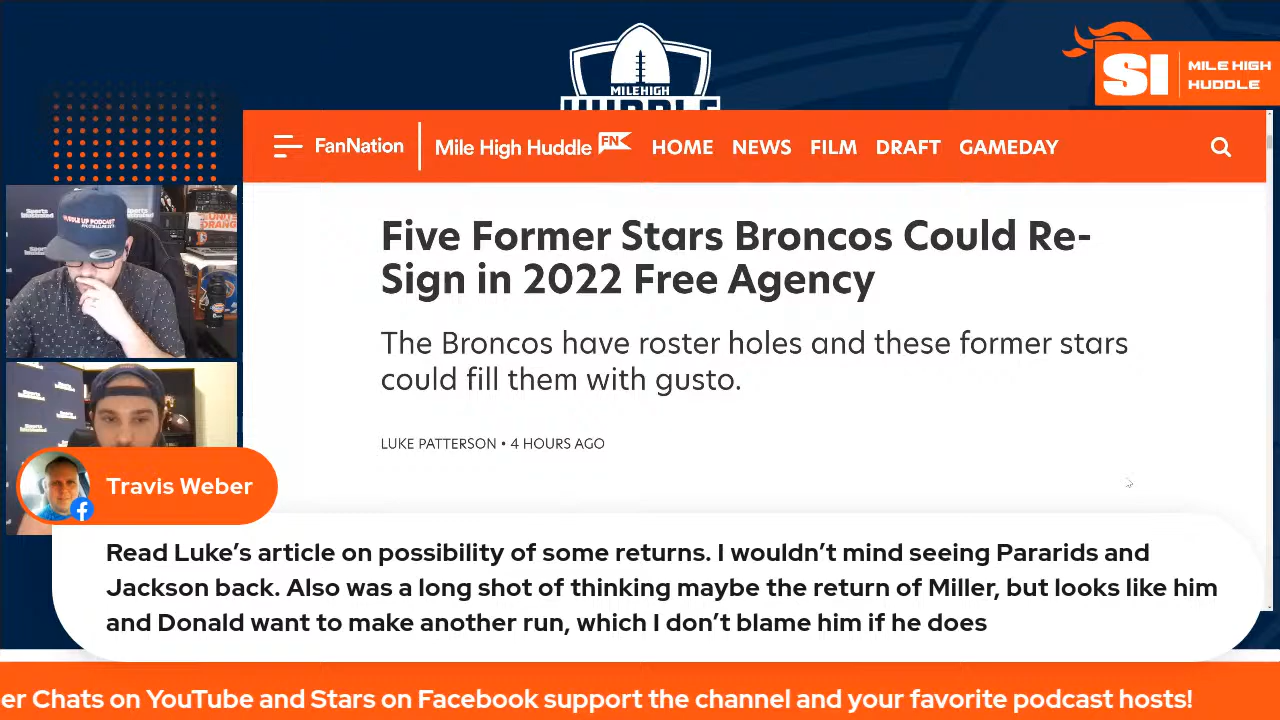 MILE HIGH
HUDDLE
SI
MILE HIGH
HUDDLE
FanNation
Mile High Huddle FN
HOME NEWS FILM DRAFT GAMEDAY
Five Former Stars Broncos Could Re-
Sign in 2022 Free Agency
The Broncos have roster holes and these former stars
could fill them with gusto.
LUKE PATTERSON • 4 HOURS AGO
HUDDLE UP PODCAST
Travis Weber
Read Luke’s article on possibility of some returns. I wouldn’t mind seeing Pararids and
Jackson back. Also was a long shot of thinking maybe the return of Miller, but looks like him
and Donald want to make another run, which I don’t blame him if he does
er Chats on YouTube and Stars on Facebook support the channel and your favorite podcast hosts!